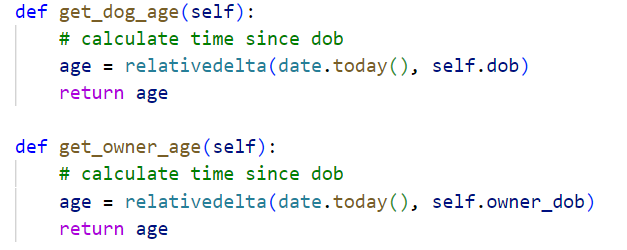 def get_dog_age(self):
    # calculate time since dob
    age = relativedelta(date.today(), self.dob)
    return age

def get_owner_age(self):
    # calculate time since dob
    age = relativedelta(date.today(), self.owner_dob)
    return age